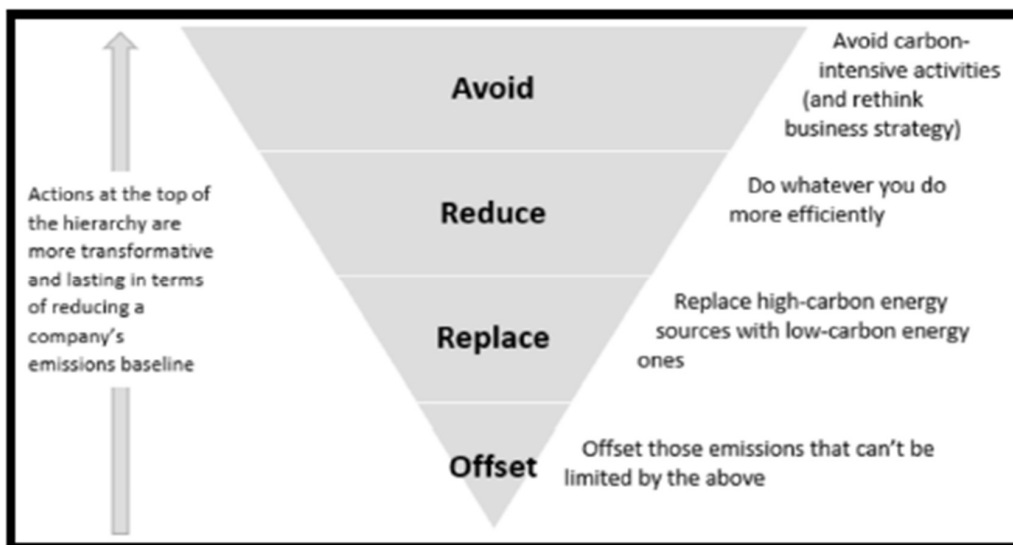 Avoid
Avoid carbon-
intensive activities
(and rethink
business strategy)
Actions at the top of
the hierarchy are
more transformative
and lasting in terms
of reducing a
company's
emissions baseline
Reduce
Do whatever you do
more efficiently
Replace
Replace high-carbon energy
sources with low-carbon energy
ones
Offset
Offset those emissions that can't be
limited by the above